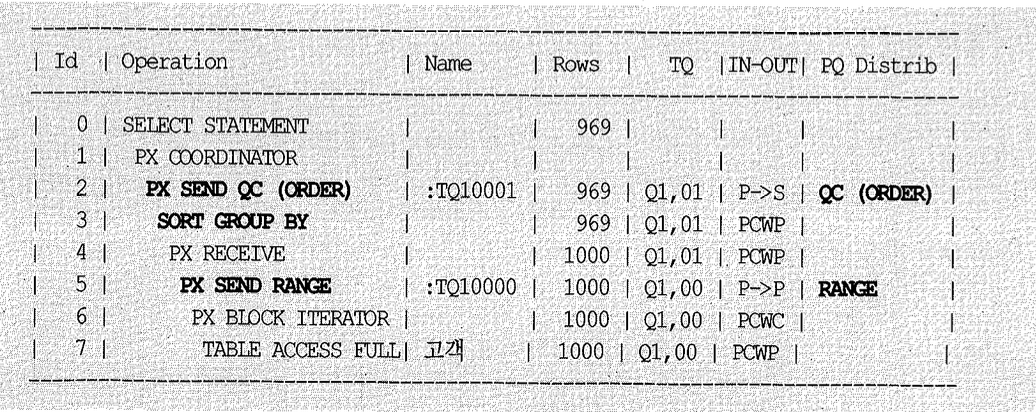 | Id | Operation | Name | Rows | TQ |IN-OUT| PQ Distrib |
| 0 | SELECT STATEMENT | | 969 | | | |
| 1 | PX COORDINATOR | | | | | |
| 2 | PX SEND QC (ORDER) | :TQ10001 | 969 | Q1,01 | P->S | QC (ORDER) |
| 3 | SORT GROUP BY | | 969 | Q1,01 | PCWP | |
| 4 | PX RECEIVE | | 1000 | Q1,01 | PCWP | |
| 5 | PX SEND RANGE | :TQ10000 | 1000 | Q1,00 | P->P | RANGE |
| 6 | PX BLOCK ITERATOR | | 1000 | Q1,00 | PCWC | |
| 7 | TABLE ACCESS FULL| 고객 | 1000 | Q1,00 | PCWP | |